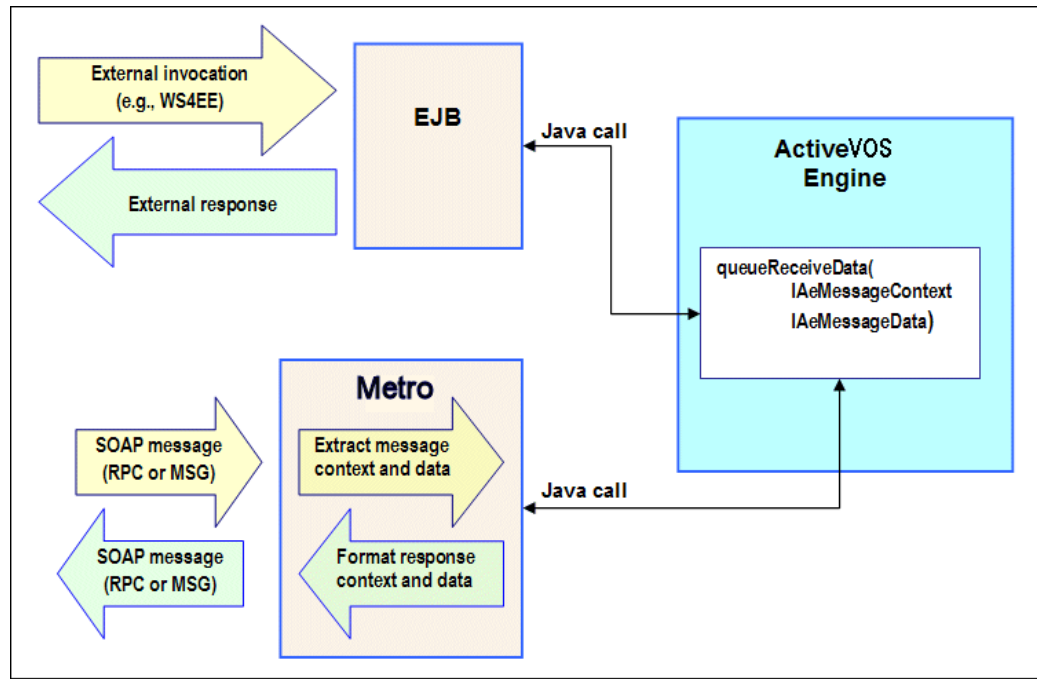 External invocation
(e.g., WS4EE)
External response
EJB
Java call
ActiveVOS
Engine
queueReceiveData(
IAeMessageContext
IAeMessageData)
Metro
SOAP message
(RPC or MSG)
Extract message
context and data
SOAP message
(RPC or MSG)
Format response
context and data
Java call